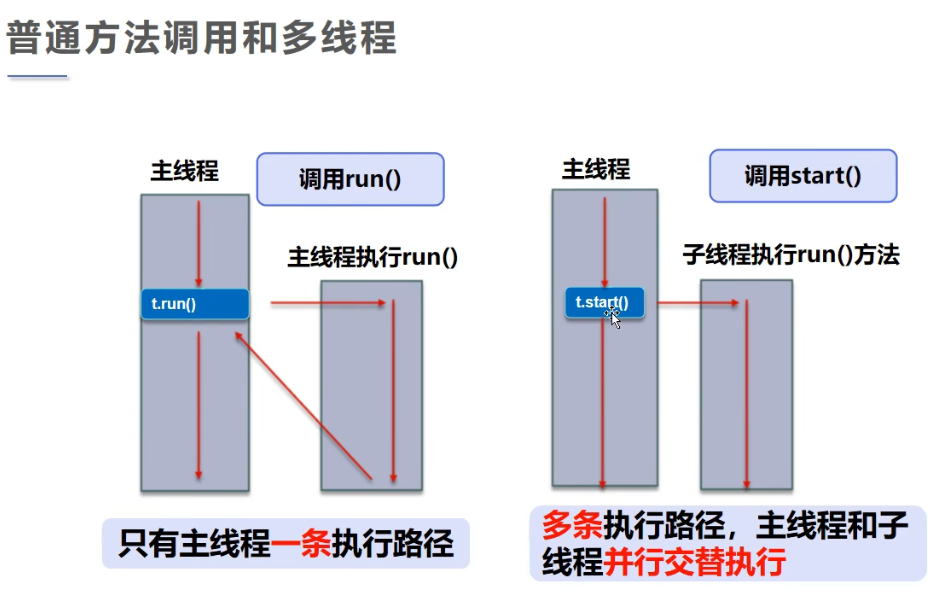 普通方法调用和多线程
主线程
调用run()
主线程执行run()
t.run()
只有主线程一条执行路径
主线程
调用start()
子线程执行run()方法
t.start()
多条执行路径，主线程和子
线程并行交替执行